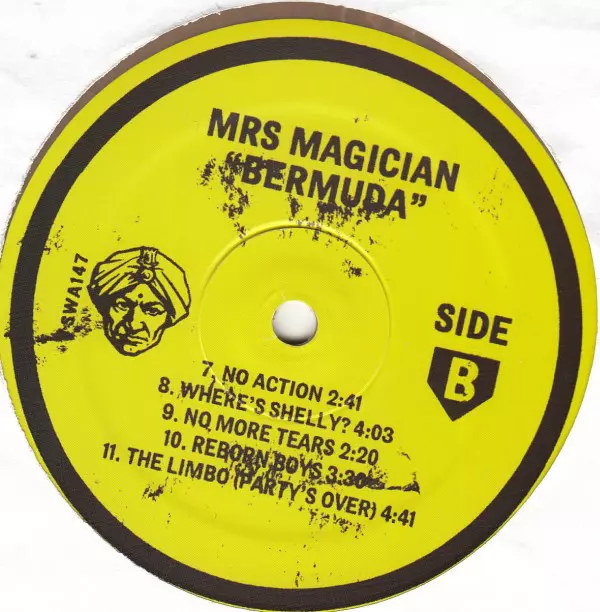 MRS MAGICIAN
"BERMUDA"
SWA147
SIDE
B
7. NO ACTION 2:41
8. WHERE'S SHELLY? 4:03
9. NO MORE TEARS 2:20
10. REBORN BOYS 3:30
11. THE LIMBO (PARTY'S OVER) 4:41